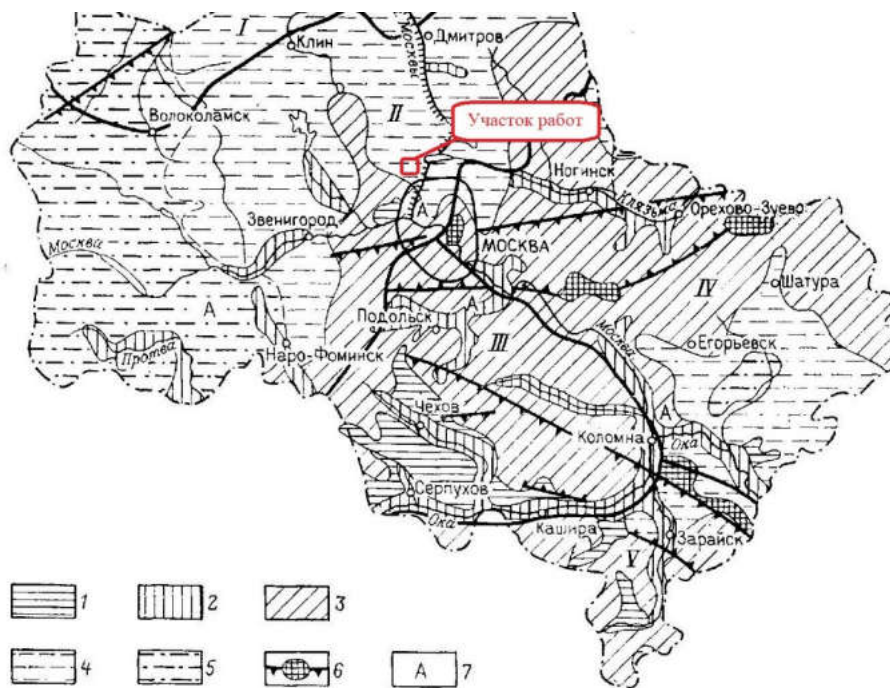 I
Клин
Москвы
Дмитров
Волоколамск
II
Участок работ
Ногинск
Клязьма
Орехово-Зуево
Звенигород
А
МОСКВА
Москва
IV
Шатура
А
Подольск
А
Егорьевск
Протва
Наро-Фоминск
III
Москва
Чехов
А
Коломна
Ока
Серпухов
Ока
Кашира
Зарайск
V
1
2
3
4
5
6
А
7